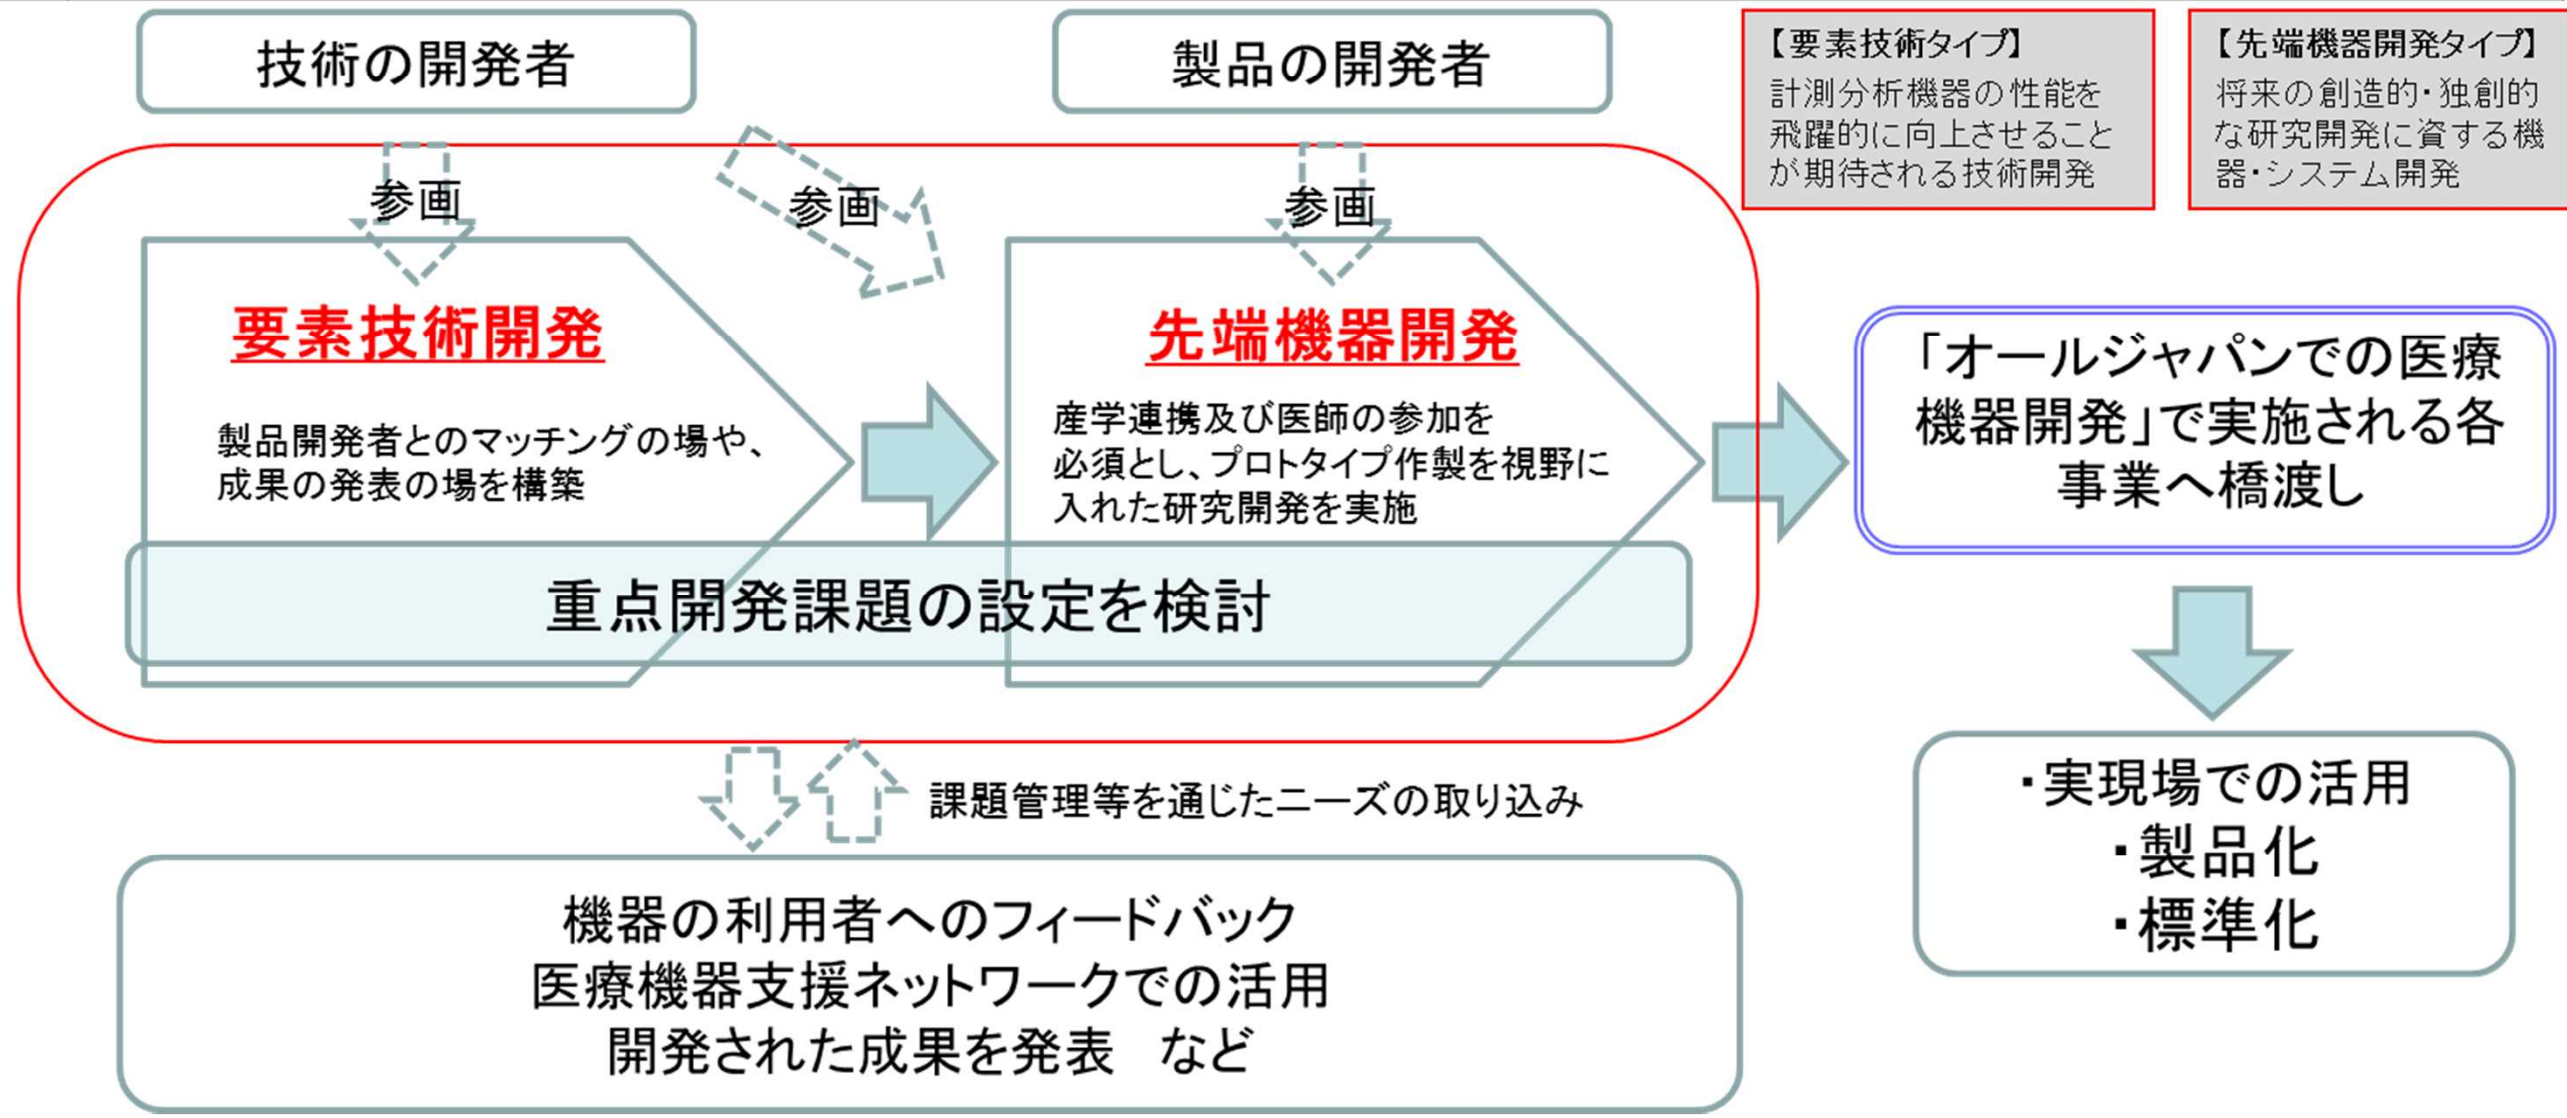 技術の開発者
製品の開発者
【要素技術タイプ】
計測分析機器の性能を
飛躍的に向上させること
が期待される技術開発
【先端機器開発タイプ】
将来の創造的・独創的
な研究開発に資する機
器・システム開発
参画
参画
参画
要素技術開発
製品開発者とのマッチングの場や、
成果の発表の場を構築
先端機器開発
産学連携及び医師の参加を
必須とし、プロトタイプ作製を視野に
入れた研究開発を実施
重点開発課題の設定を検討
「オールジャパンでの医療
機器開発」で実施される各
事業へ橋渡し
課題管理等を通じたニーズの取り込み
機器の利用者へのフィードバック
医療機器支援ネットワークでの活用
開発された成果を発表　など
・実現場での活用
・製品化
・標準化